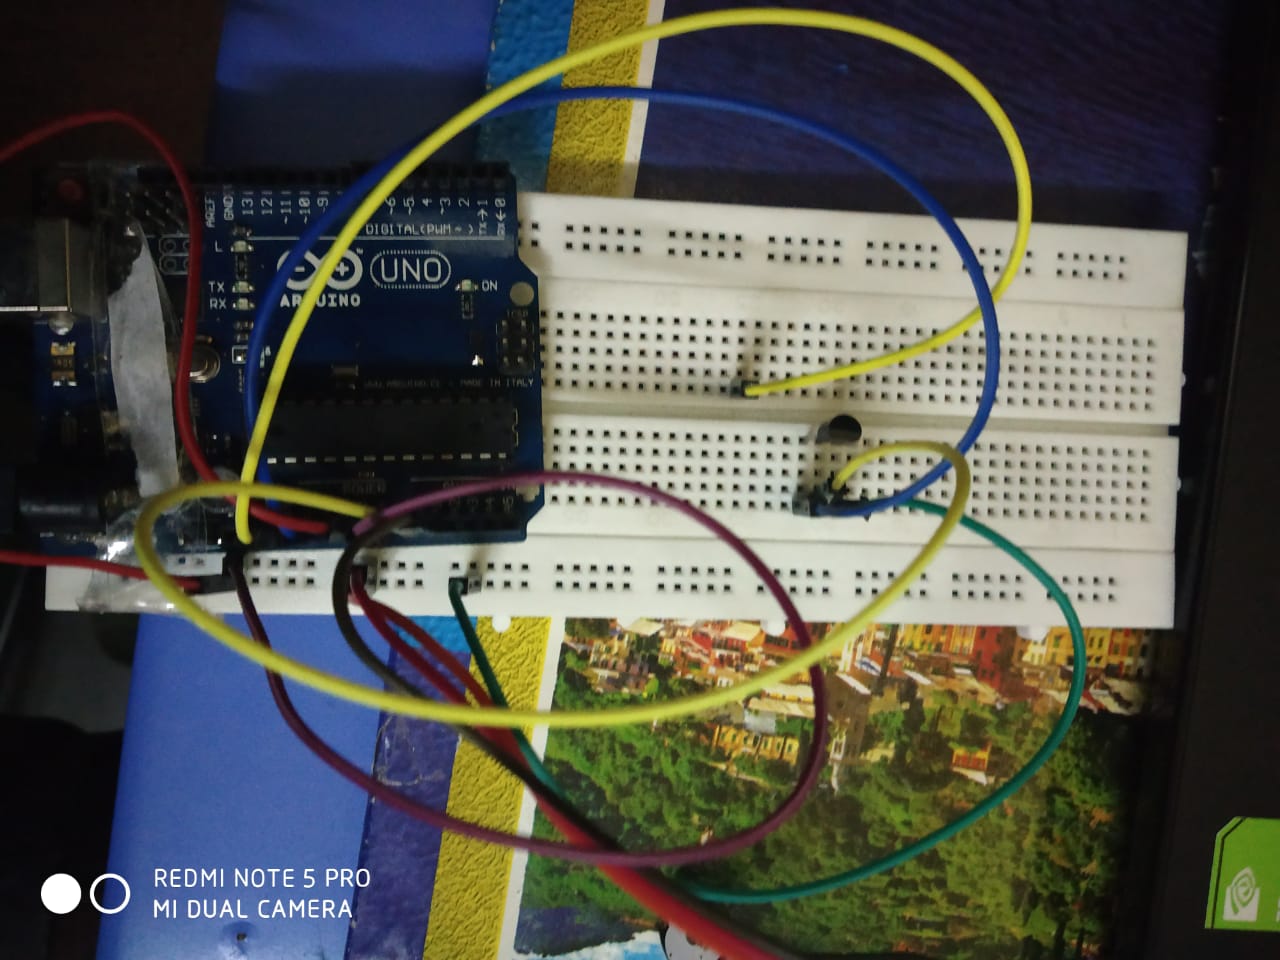 AREF
GND
13
12
~11
~10
9
~6
~5
4
~3
2
TX→1
RX←0
DIGITAL(PWM ~)
L
TX
RX
ARDUINO
UNO
ON
ICSP
MADE IN ITALY
POWER
REDMI NOTE 5 PRO
MI DUAL CAMERA